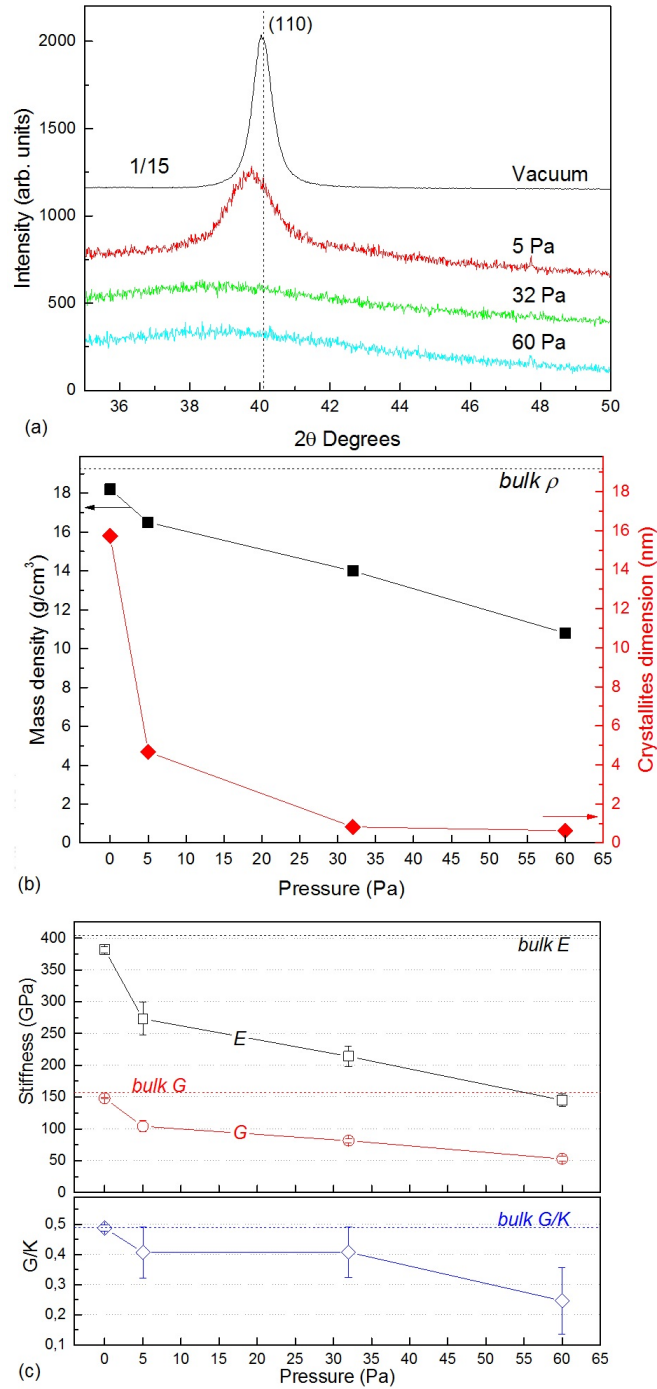 (110)
2000
1500
1000
500
0
1/15
Vacuum
5 Pa
32 Pa
60 Pa
Intensity (arb. units)
36 38 40 42 44 46 48 50
(a)
2θ Degrees
bulk ρ
18
16
14
12
10
8
6
4
2
0
Mass density (g/cm³)
18
16
14
12
10
8
6
4
2
0
Crystallites dimension (nm)
0 5 10 15 20 25 30 35 40 45 50 55 60 65
(b)
Pressure (Pa)
400
350
300
250
200
150
100
50
0
Stiffness (GPa)
bulk E
E
bulk G
G
0,5
0,4
0,3
0,2
0,1
G/K
bulk G/K
0 5 10 15 20 25 30 35 40 45 50 55 60 65
(c)
Pressure (Pa)